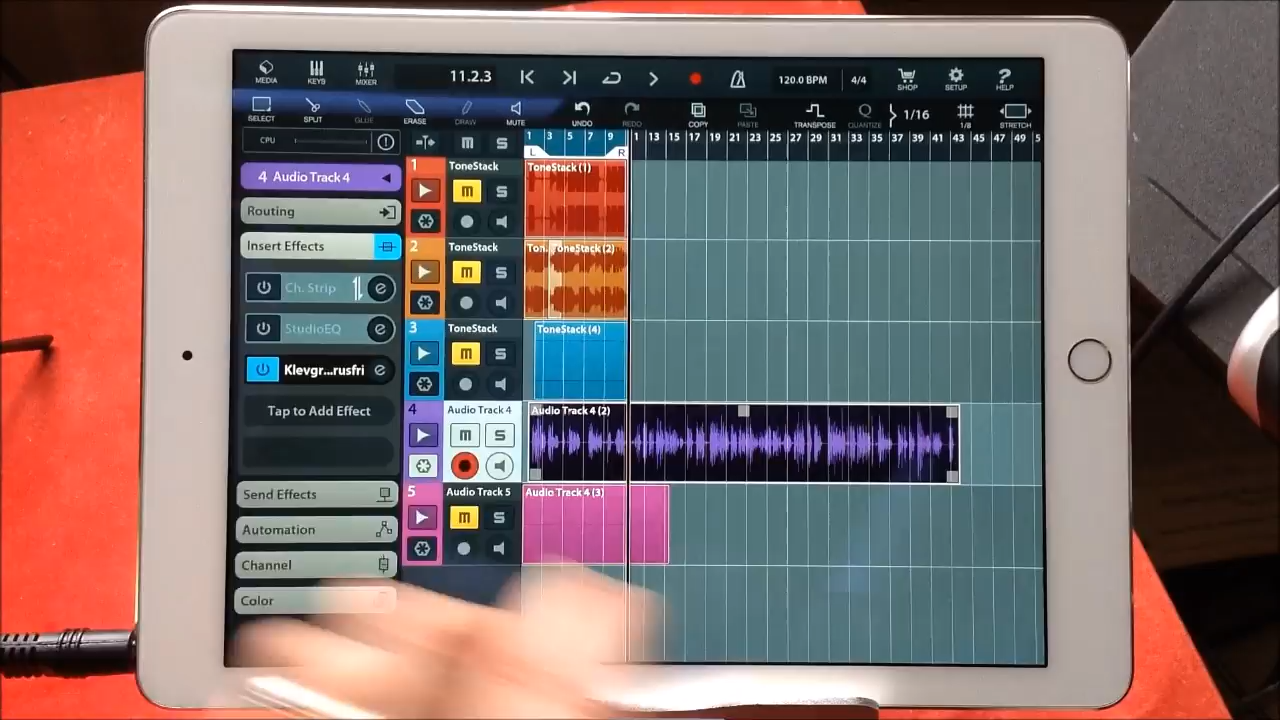 MEDIA KEYS MIXER 11.2.3 120.0 BPM 4/4 SHOP SETUP HELP
SELECT SPLIT GLUE ERASE DRAW MUTE UNDO REDO COPY PASTE TRANSPOSE QUANTIZE 1/16 1/8 STRETCH
CPU M S 1 3 5 7 9 1 13 15 17 19 21 23 25 27 29 31 33 35 37 39 41 43 45 47 49 5
L R
4 Audio Track 4
Routing
Insert Effects
Ch. Strip e
StudioEQ e
Klevgr...rusfri e
Tap to Add Effect
Send Effects
Automation
Channel
Color
1 ToneStack ToneStack (1)
m S
2 ToneStack Ton... ToneStack (2)
m S
3 ToneStack ToneStack (4)
m S
4 Audio Track 4 Audio Track 4 (2)
m S
5 Audio Track 5 Audio Track 4 (3)
m S